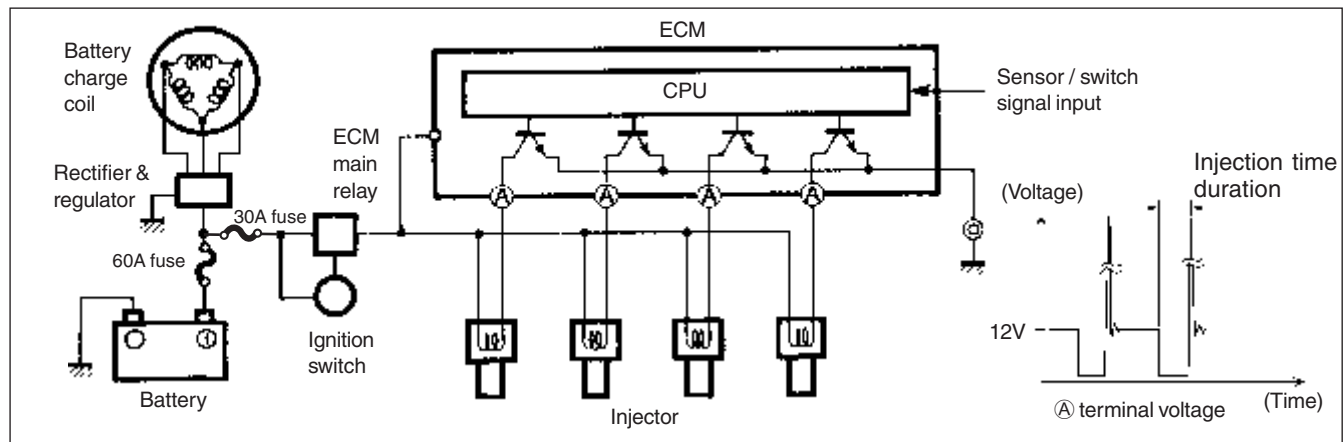 Battery
charge
coil
Rectifier &
regulator
30A fuse
60A fuse
Battery
ECM
main
relay
Ignition
switch
ECM
CPU
Sensor / switch
signal input
A A A A
Injector
(Voltage)
Injection time
duration
12V
(Time)
Ⓐ terminal voltage